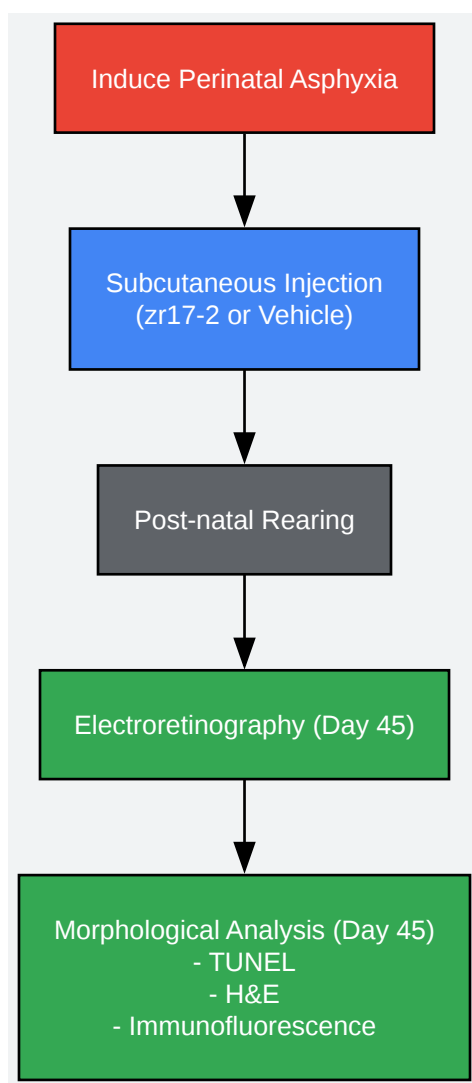 Induce Perinatal Asphyxia
Subcutaneous Injection
(zr17-2 or Vehicle)
Post-natal Rearing
Electroretinography (Day 45)
Morphological Analysis (Day 45)
- TUNEL
- H&E
- Immunofluorescence